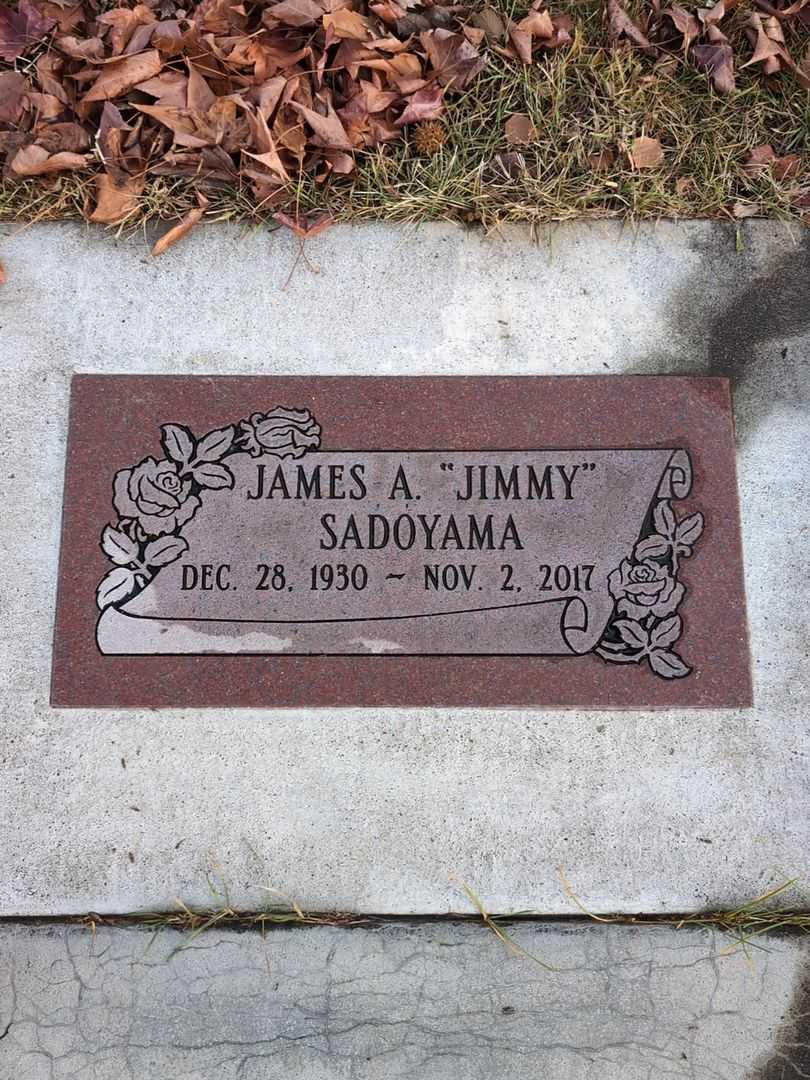 JAMES A. "JIMMY"
SADOYAMA
DEC. 28, 1930 ~ NOV. 2, 2017